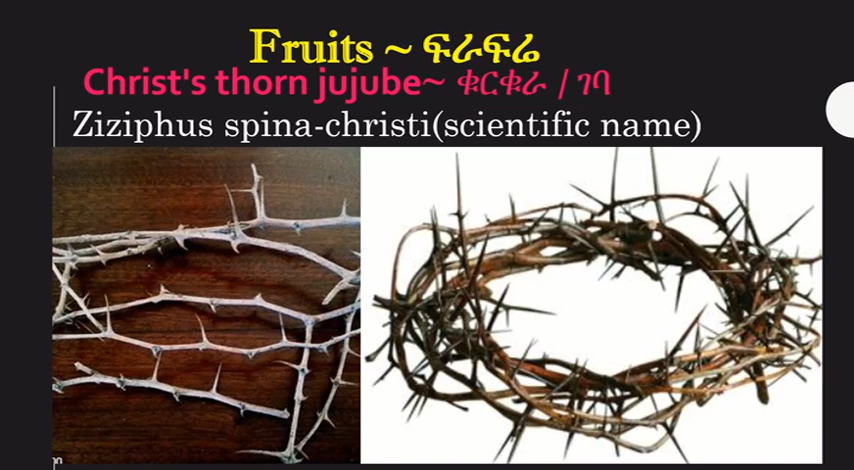 Fruits ~ ፍራፍሬ
Christ's thorn jujube~ ቁርቁራ / ገባ
Ziziphus spina-christi(scientific name)